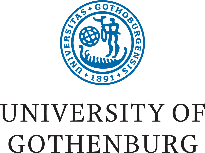 UNIVERSITAS · GOTHOBURGENSIS
· 1891 ·
UNIVERSITY OF
GOTHENBURG